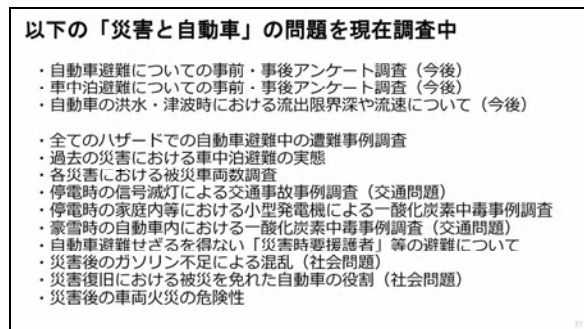 以下の「災害と自動車」の問題を現在調査中
・自動車避難についての事前・事後アンケート調査（今後）
・車中泊避難についての事前・事後アンケート調査（今後）
・自動車の洪水・津波時における流出限界深や流速について（今後）
・全てのハザードでの自動車避難中の遭難事例調査
・過去の災害における車中泊避難の実態
・各災害における被災車両数調査
・停電時の信号滅灯による交通事故事例調査（交通問題）
・停電時の家庭内等における小型発電機による一酸化炭素中毒事例調査
・豪雪時の自動車内における一酸化炭素中毒事例調査（交通問題）
・自動車避難せざるを得ない「災害時要援護者」等の避難について
・災害後のガソリン不足による混乱（社会問題）
・災害復旧における被災を免れた自動車の役割（社会問題）
・災害後の車両火災の危険性